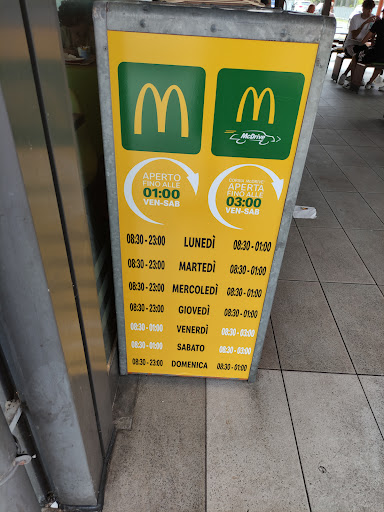 McDrive
APERTO
FINO ALLE
01:00
VEN-SAB
APERTA
FINO ALLE
03:00
VEN-SAB
08:30 - 23:00 LUNEDÌ 08:30 - 01:00
08:30 - 23:00 MARTEDÌ 08:30 - 01:00
08:30 - 23:00 MERCOLEDÌ 08:30 - 01:00
08:30 - 23:00 GIOVEDÌ 08:30 - 01:00
08:30 - 01:00 VENERDÌ 08:30 - 03:00
08:30 - 01:00 SABATO 08:30 - 03:00
08:30 - 23:00 DOMENICA 08:30 - 01:00